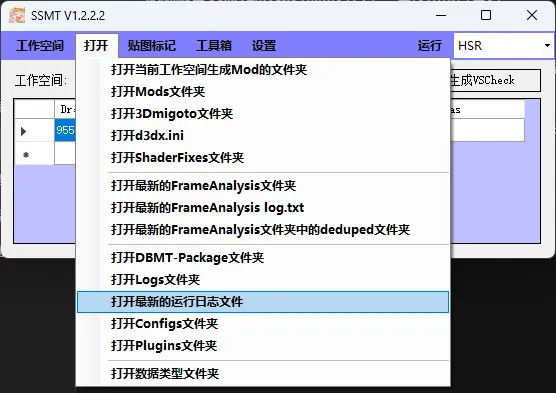 SSMT V1.2.2.2
工作空间 打开 贴图标记 工具箱 设置 运行 HSR
打开当前工作空间生成Mod的文件夹
工作空间: 生成VSCheck
打开Mods文件夹
打开3Dmigoto文件夹
打开d3dx.ini
955
打开ShaderFixes文件夹
打开最新的FrameAnalysis文件夹
打开最新的FrameAnalysis log.txt
打开最新的FrameAnalysis文件夹中的deduped文件夹
打开DBMT-Package文件夹
打开Logs文件夹
打开最新的运行日志文件
打开Configs文件夹
打开Plugins文件夹
打开数据类型文件夹